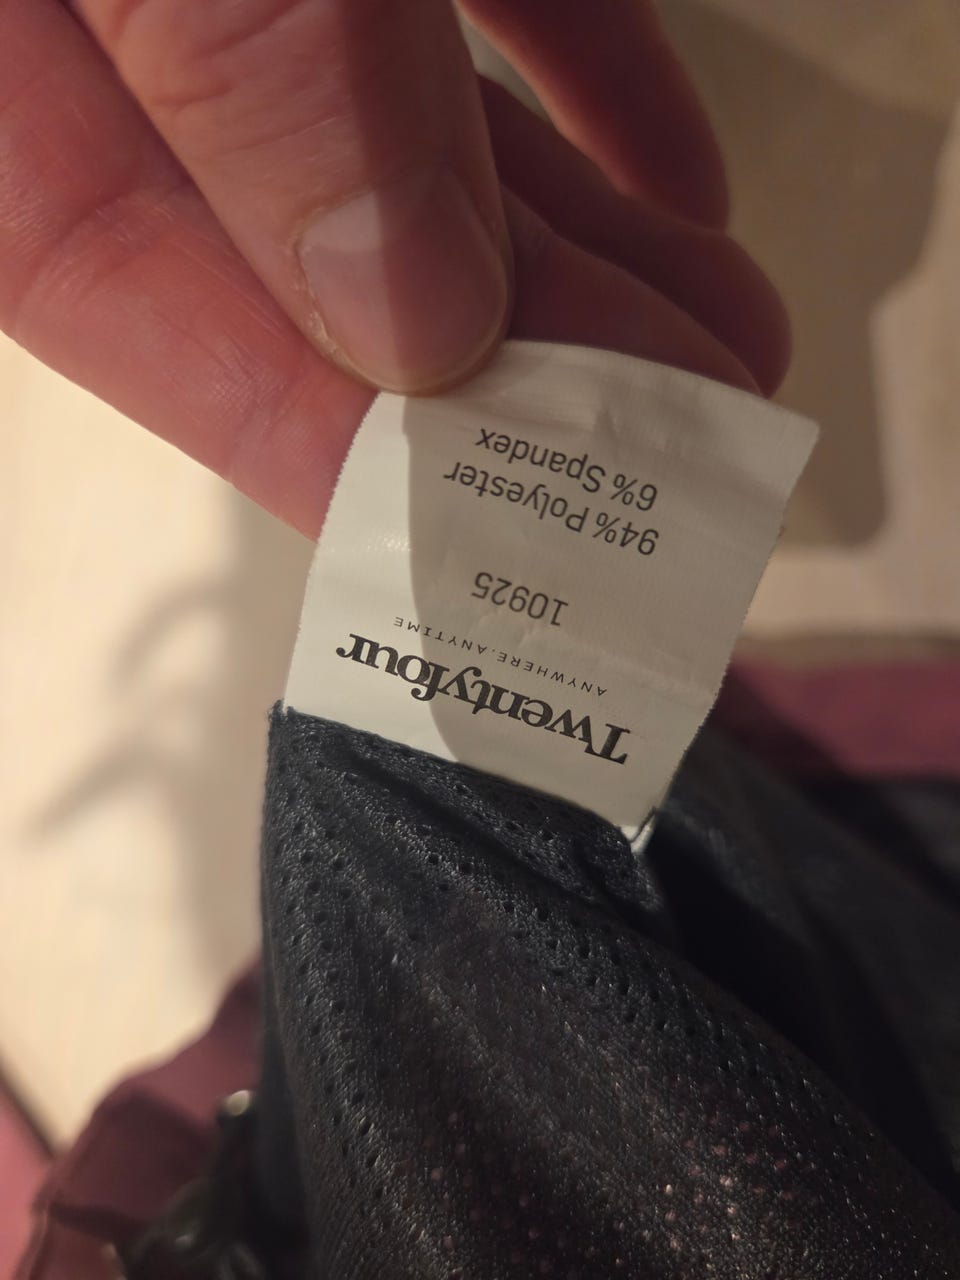 Twentyfour
ANYWHERE.ANYTIME
10925
94% Polyester
6% Spandex